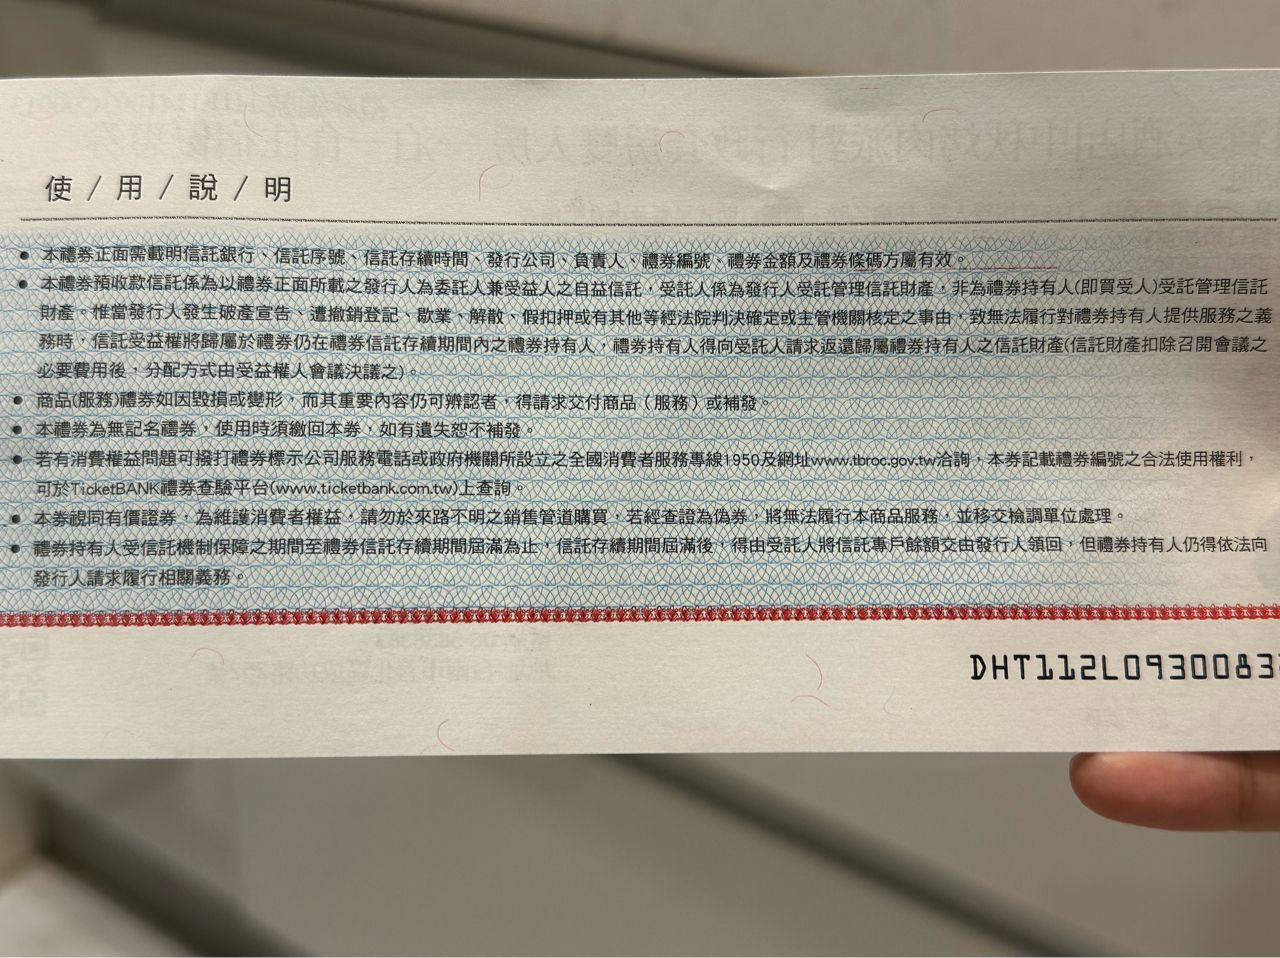 使/用/說/明
• 本禮券正面需載明信託銀行、信託序號、信託存續時間、發行公司、負責人、禮券編號、禮券金額及禮券條碼方屬有效。
• 本禮券預收款信託係為以禮券正面所載之發行人為委託人兼受益人之自益信託，受託人係為發行人受託管理信託財產，非為禮券持有人(即買受人)受託管理信託
財產。惟當發行人發生破產宣告、遭撤銷登記、歇業、解散、假扣押或有其他等經法院判決確定或主管機關核定之事由，致無法履行對禮券持有人提供服務之義
務時，信託受益權將歸屬於禮券仍在禮券信託存續期間內之禮券持有人，禮券持有人得向受託人請求返還歸屬禮券持有人之信託財產(信託財產扣除召開會議之
必要費用後，分配方式由受益權人會議決議之)。
• 商品(服務)禮券如因毀損或變形，而其重要內容仍可辨認者，得請求交付商品（服務）或補發。
• 本禮券為無記名禮券，使用時須繳回本券，如有遺失恕不補發。
• 若有消費權益問題可撥打禮券標示公司服務電話或政府機關所設立之全國消費者服務專線1950及網址www.tbroc.gov.tw洽詢，本券記載禮券編號之合法使用權利，
可於TicketBANK禮券查驗平台(www.ticketbank.com.tw)上查詢。
• 本券視同有價證券，為維護消費者權益，請勿於來路不明之銷售管道購買，若經查證為偽券，將無法履行本商品服務，並移交檢調單位處理。
• 禮券持有人受信託機制保障之期間至禮券信託存續期間屆滿為止，信託存續期間屆滿後，得由受託人將信託專戶餘額交由發行人領回，但禮券持有人仍得依法向
發行人請求履行相關義務。
DHT112L0930083